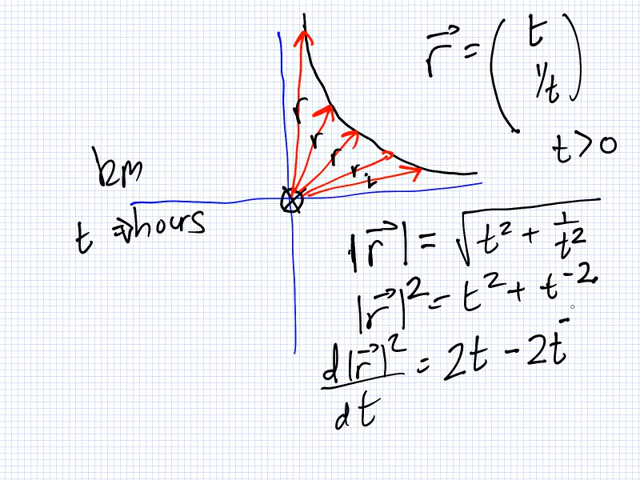 r⃗ = ( t
1/t )
t > 0
r
r
r
r
r
km
t → hours
|r⃗| = √(t² + 1/t²)
|r⃗|² = t² + t⁻²
d|r⃗|²/dt = 2t - 2t⁻